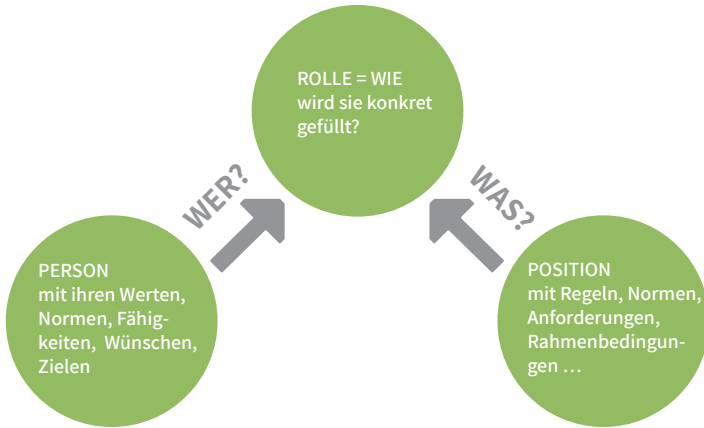 ROLLE = WIE
wird sie konkret
gefüllt?
WER?
WAS?
PERSON
mit ihren Werten,
Normen, Fähig-
keiten, Wünschen,
Zielen
POSITION
mit Regeln, Normen,
Anforderungen,
Rahmenbedingun-
gen …